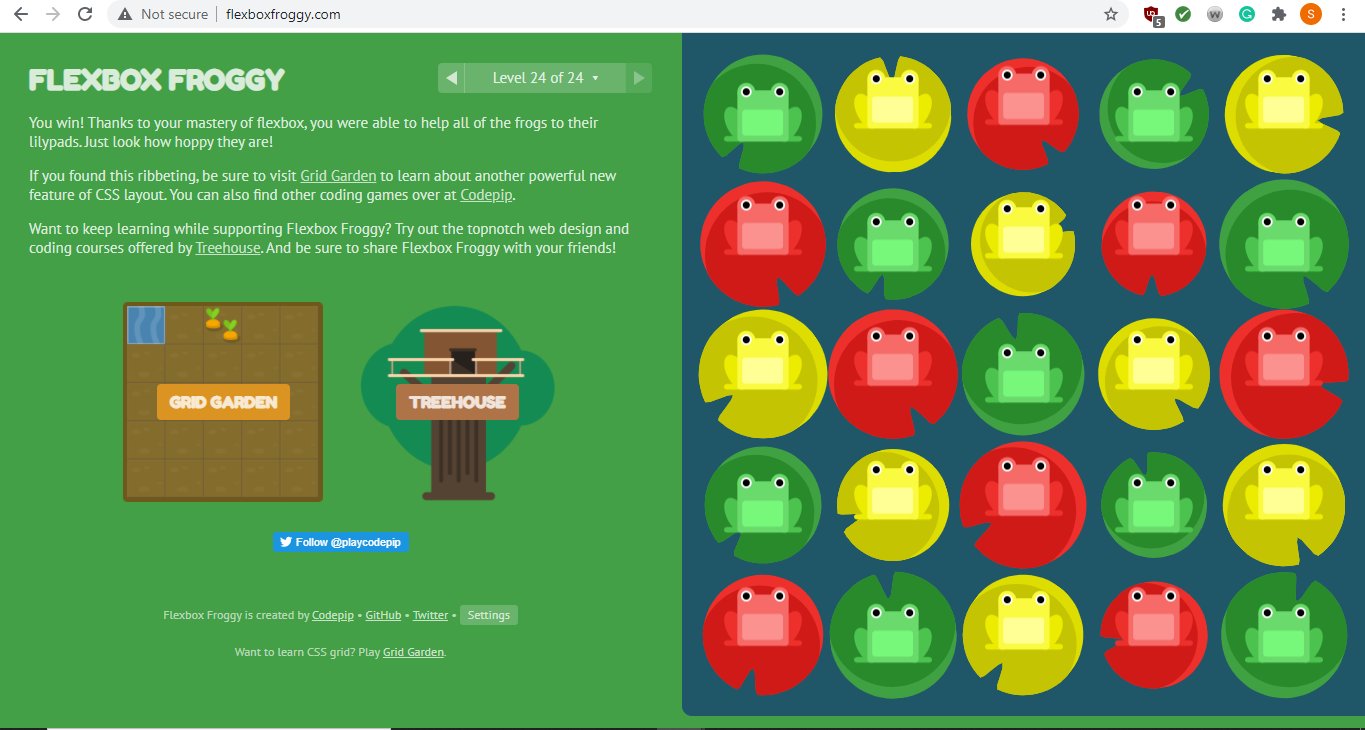 Not secure | flexboxfroggy.com
5
W
G
S
FLEXBOX FROGGY
◀ Level 24 of 24 ▾ ▶
You win! Thanks to your mastery of flexbox, you were able to help all of the frogs to their
lilypads. Just look how hoppy they are!
If you found this ribbeting, be sure to visit Grid Garden to learn about another powerful new
feature of CSS layout. You can also find other coding games over at Codepip.
Want to keep learning while supporting Flexbox Froggy? Try out the topnotch web design and
coding courses offered by Treehouse. And be sure to share Flexbox Froggy with your friends!
GRID GARDEN
TREEHOUSE
Follow @playcodepip
Flexbox Froggy is created by Codepip • GitHub • Twitter • Settings
Want to learn CSS grid? Play Grid Garden.